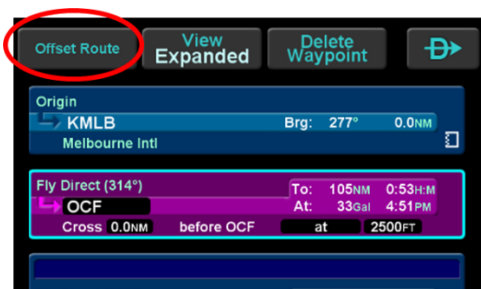 Offset Route
View
Expanded
Delete
Waypoint
D
Origin
KMLB Brg: 277° 0.0NM
Melbourne Intl
Fly Direct (314°) To: 105NM 0:53H:M
OCF At: 33Gal 4:51PM
Cross 0.0NM before OCF at 2500FT